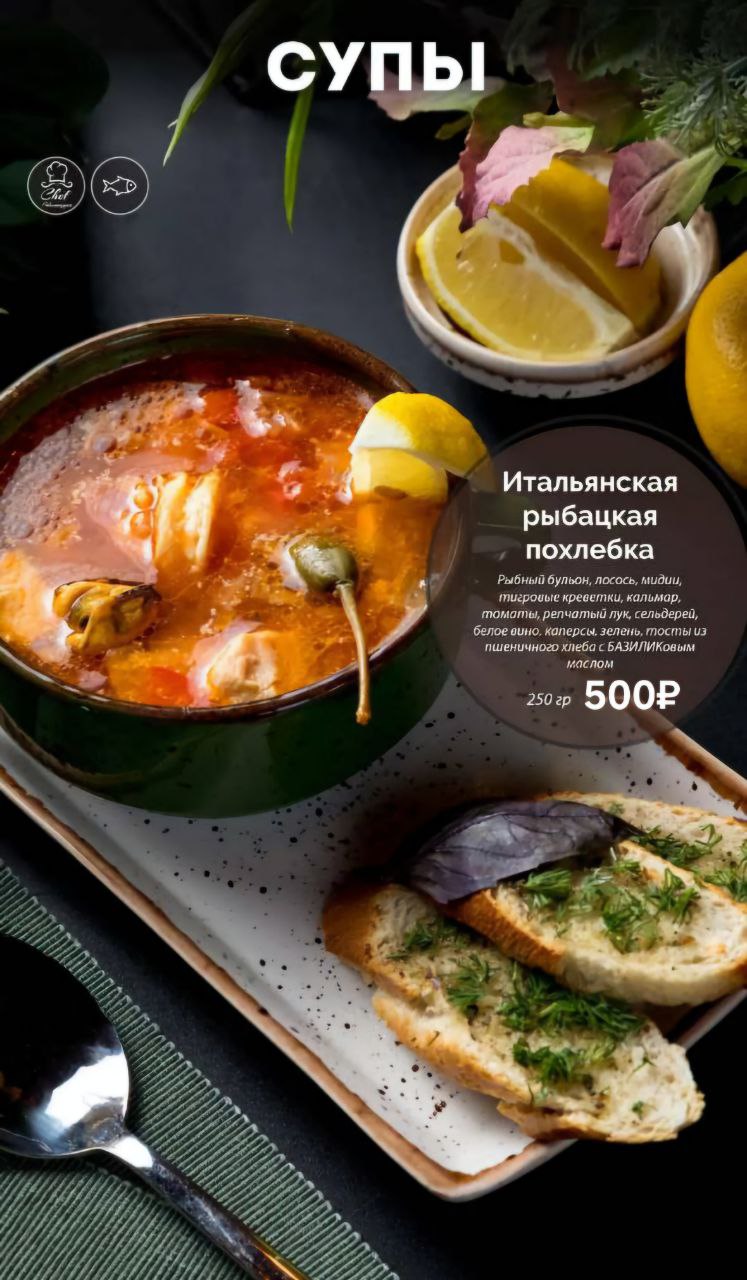 СУПЫ
Chef
Итальянская
рыбацкая
похлебка
Рыбный бульон, лосось, мидии,
тигровые креветки, кальмар,
томаты, репчатый лук, сельдерей,
белое вино, каперсы, зелень, тосты из
пшеничного хлеба с БАЗИЛИКовым
маслом
250 гр 500₽